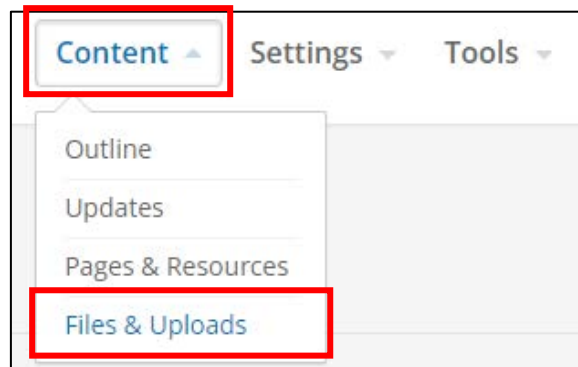 Content Settings Tools
Outline
Updates
Pages & Resources
Files & Uploads